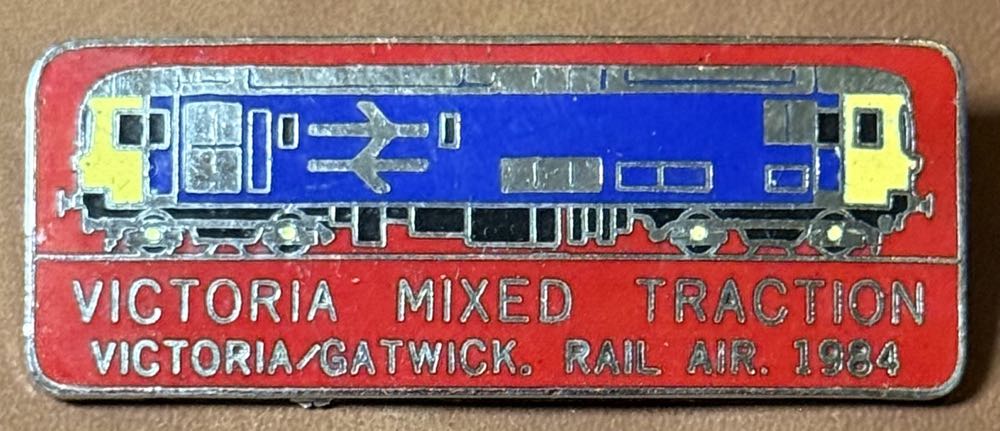 VICTORIA MIXED TRACTION
VICTORIA/GATWICK. RAIL AIR. 1984